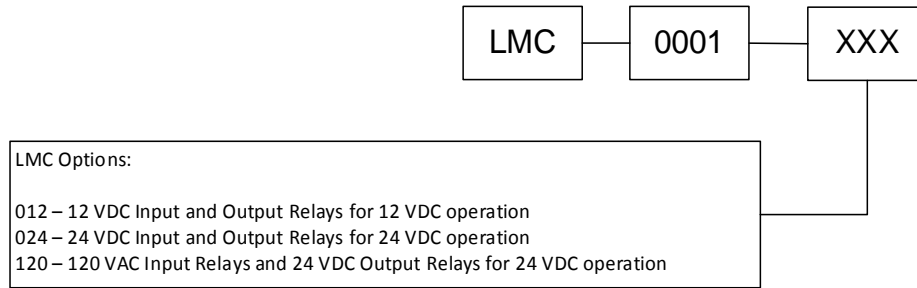 LMC 0001 XXX
LMC Options:
012 – 12 VDC Input and Output Relays for 12 VDC operation
024 – 24 VDC Input and Output Relays for 24 VDC operation
120 – 120 VAC Input Relays and 24 VDC Output Relays for 24 VDC operation